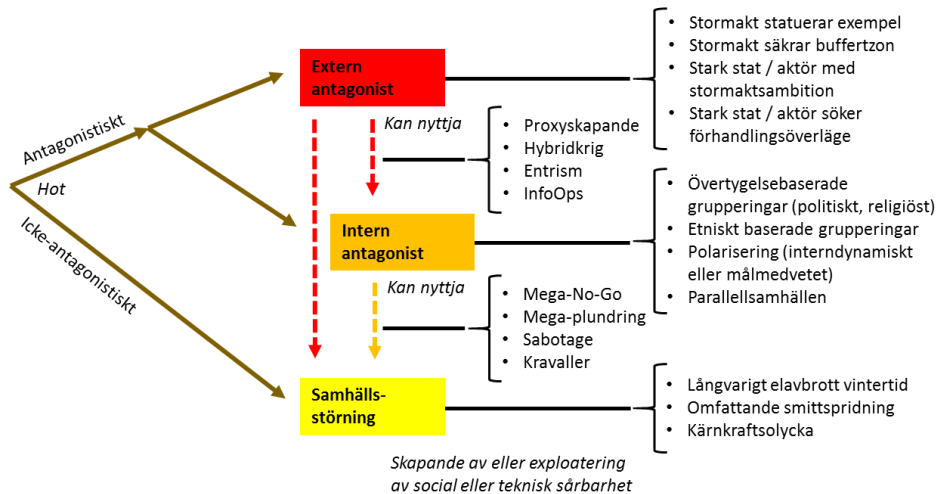 Antagonistiskt
Hot
Icke-antagonistiskt
Extern
antagonist
• Stormakt statuerar exempel
• Stormakt säkrar buffertzon
• Stark stat / aktör med
stormaktsambition
• Stark stat / aktör söker
förhandlingsöverläge
Kan nyttja
• Proxyskapande
• Hybridkrig
• Entrism
• InfoOps
Intern
antagonist
• Övertygelsebaserade
grupperingar (politiskt, religiöst)
• Etniskt baserade grupperingar
• Polarisering (interndynamiskt
eller målmedvetet)
• Parallellsamhällen
Kan nyttja
• Mega-No-Go
• Mega-plundring
• Sabotage
• Kravaller
Samhälls-
störning
• Långvarigt elavbrott vintertid
• Omfattande smittspridning
• Kärnkraftsolycka
Skapande av eller exploatering
av social eller teknisk sårbarhet